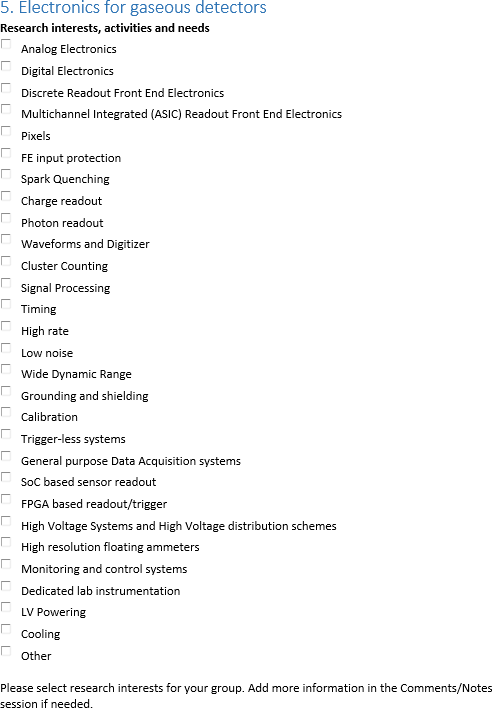 5. Electronics for gaseous detectors
Research interests, activities and needs
Analog Electronics
Digital Electronics
Discrete Readout Front End Electronics
Multichannel Integrated (ASIC) Readout Front End Electronics
Pixels
FE input protection
Spark Quenching
Charge readout
Photon readout
Waveforms and Digitizer
Cluster Counting
Signal Processing
Timing
High rate
Low noise
Wide Dynamic Range
Grounding and shielding
Calibration
Trigger-less systems
General purpose Data Acquisition systems
SoC based sensor readout
FPGA based readout/trigger
High Voltage Systems and High Voltage distribution schemes
High resolution floating ammeters
Monitoring and control systems
Dedicated lab instrumentation
LV Powering
Cooling
Other
Please select research interests for your group. Add more information in the Comments/Notes
session if needed.